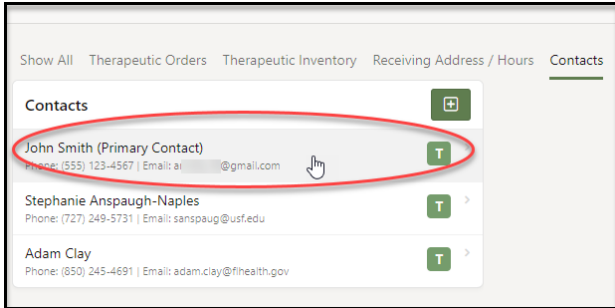 Show All Therapeutic Orders Therapeutic Inventory Receiving Address / Hours Contacts
Contacts
John Smith (Primary Contact)
T
Phone: (555) 123-4567 | Email: a @gmail.com
Stephanie Anspaugh-Naples
T
Phone: (727) 249-5731 | Email: sanspaug@usf.edu
Adam Clay
T
Phone: (850) 245-4691 | Email: adam.clay@flhealth.gov